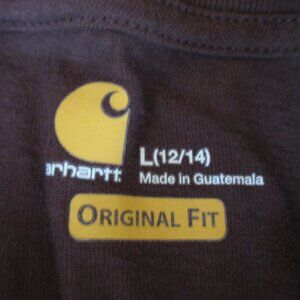 arhartt
L(12/14)
Made in Guatemala
ORIGINAL FIT